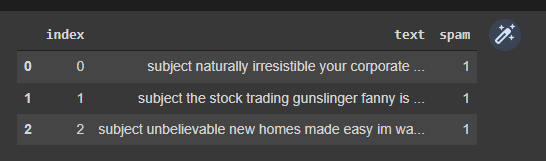 index text spam
0 0 subject naturally irresistible your corporate ... 1
1 1 subject the stock trading gunslinger fanny is ... 1
2 2 subject unbelievable new homes made easy im wa... 1